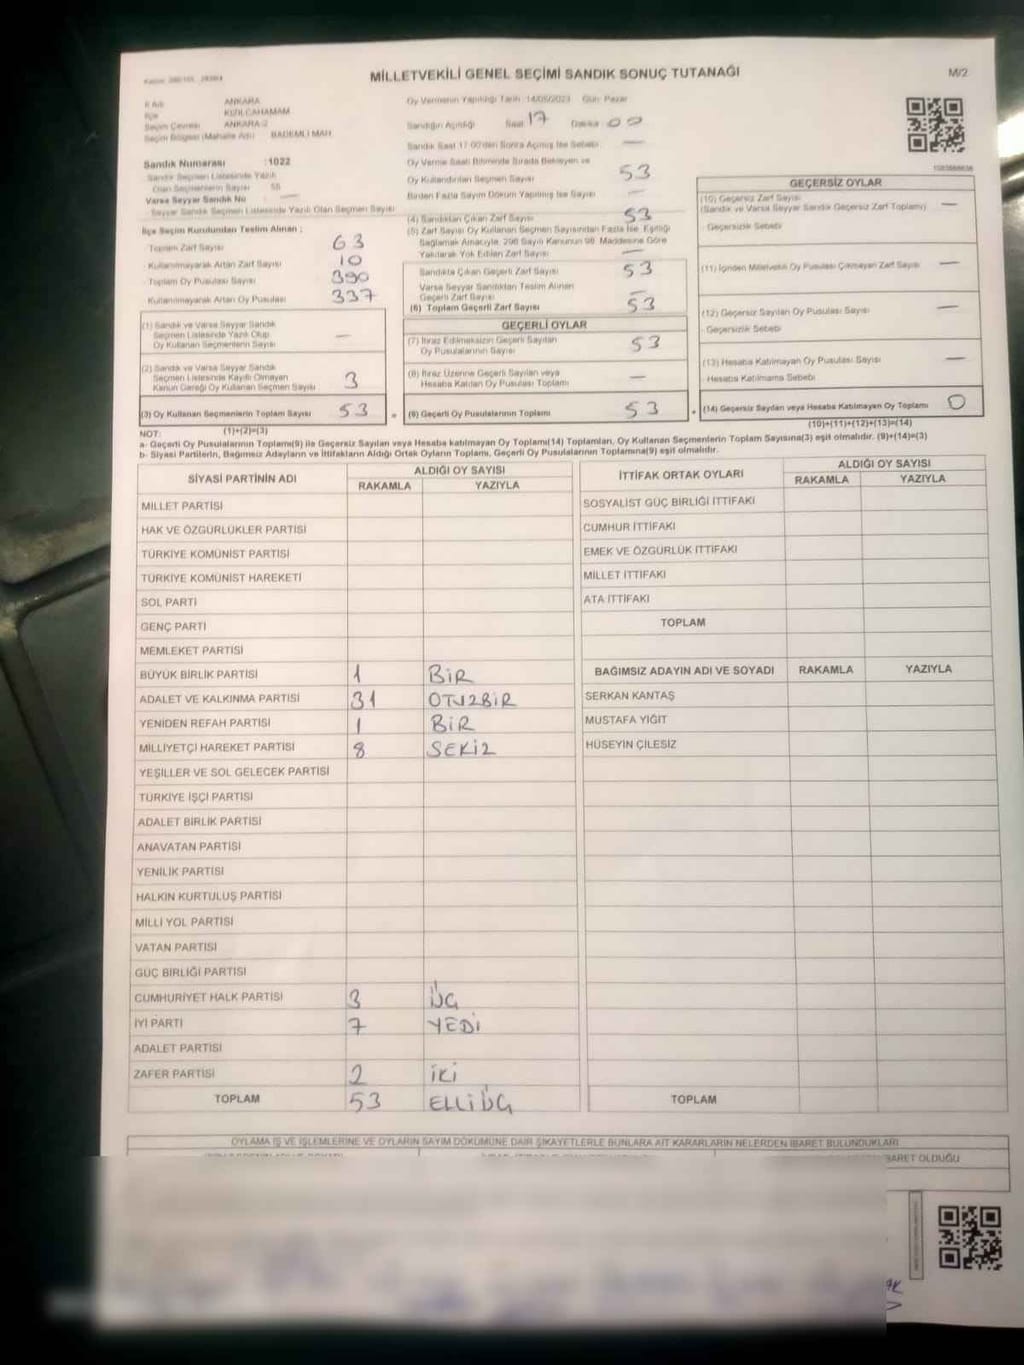 MİLLETVEKİLİ GENEL SEÇİMİ SANDIK SONUÇ TUTANAĞI
M/2
İl Adı ANKARA
İlçe KIZILCAHAMAM
Seçim Çevresi ANKARA-2
Seçim Bölgesi (Mahalle Adı) BADEMLİ MAH.
Sandık Numarası :1022
Sandık Seçmen Listesinde Yazılı
Olan Seçmenlerin Sayısı
Varsa Seyyar Sandık No —
Seyyar Sandık Seçmen Listesinde Yazılı Olan Seçmen Sayısı
İlçe Seçim Kurulundan Teslim Alınan ;
Toplam Zarf Sayısı 63
Kullanılmayarak Artan Zarf Sayısı 10
Toplam Oy Pusulası Sayısı 390
Kullanılmayarak Artan Oy Pusulası 337
(1) Sandık ve Varsa Seyyar Sandık
Seçmen Listesinde Yazılı Olup
Oy Kullanan Seçmenlerin Sayısı —
(2) Sandık ve Varsa Seyyar Sandık
Seçmen Listesinde Kayıtlı Olmayan
Kanun Gereği Oy Kullanan Seçmen Sayısı 3
(3) Oy Kullanan Seçmenlerin Toplam Sayısı 53
Oy Vermenin Yapıldığı Tarih :14/05/2023 Gün: Pazar
Sandığın Açıldığı Saat 17 Dakika 00
Sandık Saat 17:00'den Sonra Açılmış İse Sebebi —
Oy Verme Saati Bitiminde Sırada Bekleyen ve
Oy Kullandırılan Seçmen Sayısı 53
Birden Fazla Sayım Döküm Yapılmış İse Sayısı —
(4) Sandıktan Çıkan Zarf Sayısı 53
(5) Zarf Sayısı Oy Kullanan Seçmen Sayısından Fazla İse, Eşitliği
Sağlamak Amacıyla, 298 Sayılı Kanunun 98. Maddesine Göre
Yakılarak Yok Edilen Zarf Sayısı —
Sandıkta Çıkan Geçerli Zarf Sayısı 53
Varsa Seyyar Sandıktan Teslim Alınan
Geçerli Zarf Sayısı —
(6) Toplam Geçerli Zarf Sayısı 53
GEÇERLİ OYLAR
(7) İtiraz Edilmeksizin Geçerli Sayılan
Oy Pusulalarının Sayısı 53
(8) İtiraz Üzerine Geçerli Sayılan veya
Hesaba Katılan Oy Pusulası Toplamı —
= (9) Geçerli Oy Pusulalarının Toplamı 53
GEÇERSİZ OYLAR
(10) Geçersiz Zarf Sayısı
(Sandık ve Varsa Seyyar Sandık Geçersiz Zarf Toplamı) —
Geçersizlik Sebebi
(11) İçinden Milletvekili Oy Pusulası Çıkmayan Zarf Sayısı —
(12) Geçersiz Sayılan Oy Pusulası Sayısı —
Geçersizlik Sebebi
(13) Hesaba Katılmayan Oy Pusulası Sayısı —
Hesaba Katılmama Sebebi
+ (14) Geçersiz Sayılan veya Hesaba Katılmayan Oy Toplamı 0
NOT: (1)+(2)=(3)
(10)+(11)+(12)+(13)=(14)
a- Geçerli Oy Pusulalarının Toplamı(9) ile Geçersiz Sayılan veya Hesaba katılmayan Oy Toplamı(14) Toplamları, Oy Kullanan Seçmenlerin Toplam Sayısına(3) eşit olmalıdır. (9)+(14)=(3)
b- Siyasi Partilerin, Bağımsız Adayların ve İttifakların Aldığı Ortak Oyların Toplamı, Geçerli Oy Pusulalarının Toplamına(9) eşit olmalıdır.
SİYASİ PARTİNİN ADI ALDIĞI OY SAYISI
RAKAMLA YAZIYLA
MİLLET PARTİSİ
HAK VE ÖZGÜRLÜKLER PARTİSİ
TÜRKİYE KOMÜNİST PARTİSİ
TÜRKİYE KOMÜNİST HAREKETİ
SOL PARTİ
GENÇ PARTİ
MEMLEKET PARTİSİ
BÜYÜK BİRLİK PARTİSİ 1 BİR
ADALET VE KALKINMA PARTİSİ 31 OTUZBİR
YENİDEN REFAH PARTİSİ 1 BİR
MİLLİYETÇİ HAREKET PARTİSİ 8 SEKİZ
YEŞİLLER VE SOL GELECEK PARTİSİ
TÜRKİYE İŞÇİ PARTİSİ
ADALET BİRLİK PARTİSİ
ANAVATAN PARTİSİ
YENİLİK PARTİSİ
HALKIN KURTULUŞ PARTİSİ
MİLLİ YOL PARTİSİ
VATAN PARTİSİ
GÜÇ BİRLİĞİ PARTİSİ
CUMHURİYET HALK PARTİSİ 3 ÜÇ
İYİ PARTİ 7 YEDİ
ADALET PARTİSİ
ZAFER PARTİSİ 2 İKİ
TOPLAM 53 ELLİÜÇ
İTTİFAK ORTAK OYLARI ALDIĞI OY SAYISI
RAKAMLA YAZIYLA
SOSYALİST GÜÇ BİRLİĞİ İTTİFAKI
CUMHUR İTTİFAKI
EMEK VE ÖZGÜRLÜK İTTİFAKI
MİLLET İTTİFAKI
ATA İTTİFAKI
TOPLAM
BAĞIMSIZ ADAYIN ADI VE SOYADI RAKAMLA YAZIYLA
SERKAN KANTAŞ
MUSTAFA YİĞİT
HÜSEYİN ÇİLESİZ
TOPLAM
OYLAMA İŞ VE İŞLEMLERİNE VE OYLARIN SAYIM DÖKÜMÜNE DAİR ŞİKAYETLERLE BUNLARA AİT KARARLARIN NELERDEN İBARET BULUNDUKLARI
BARET OLDUĞU